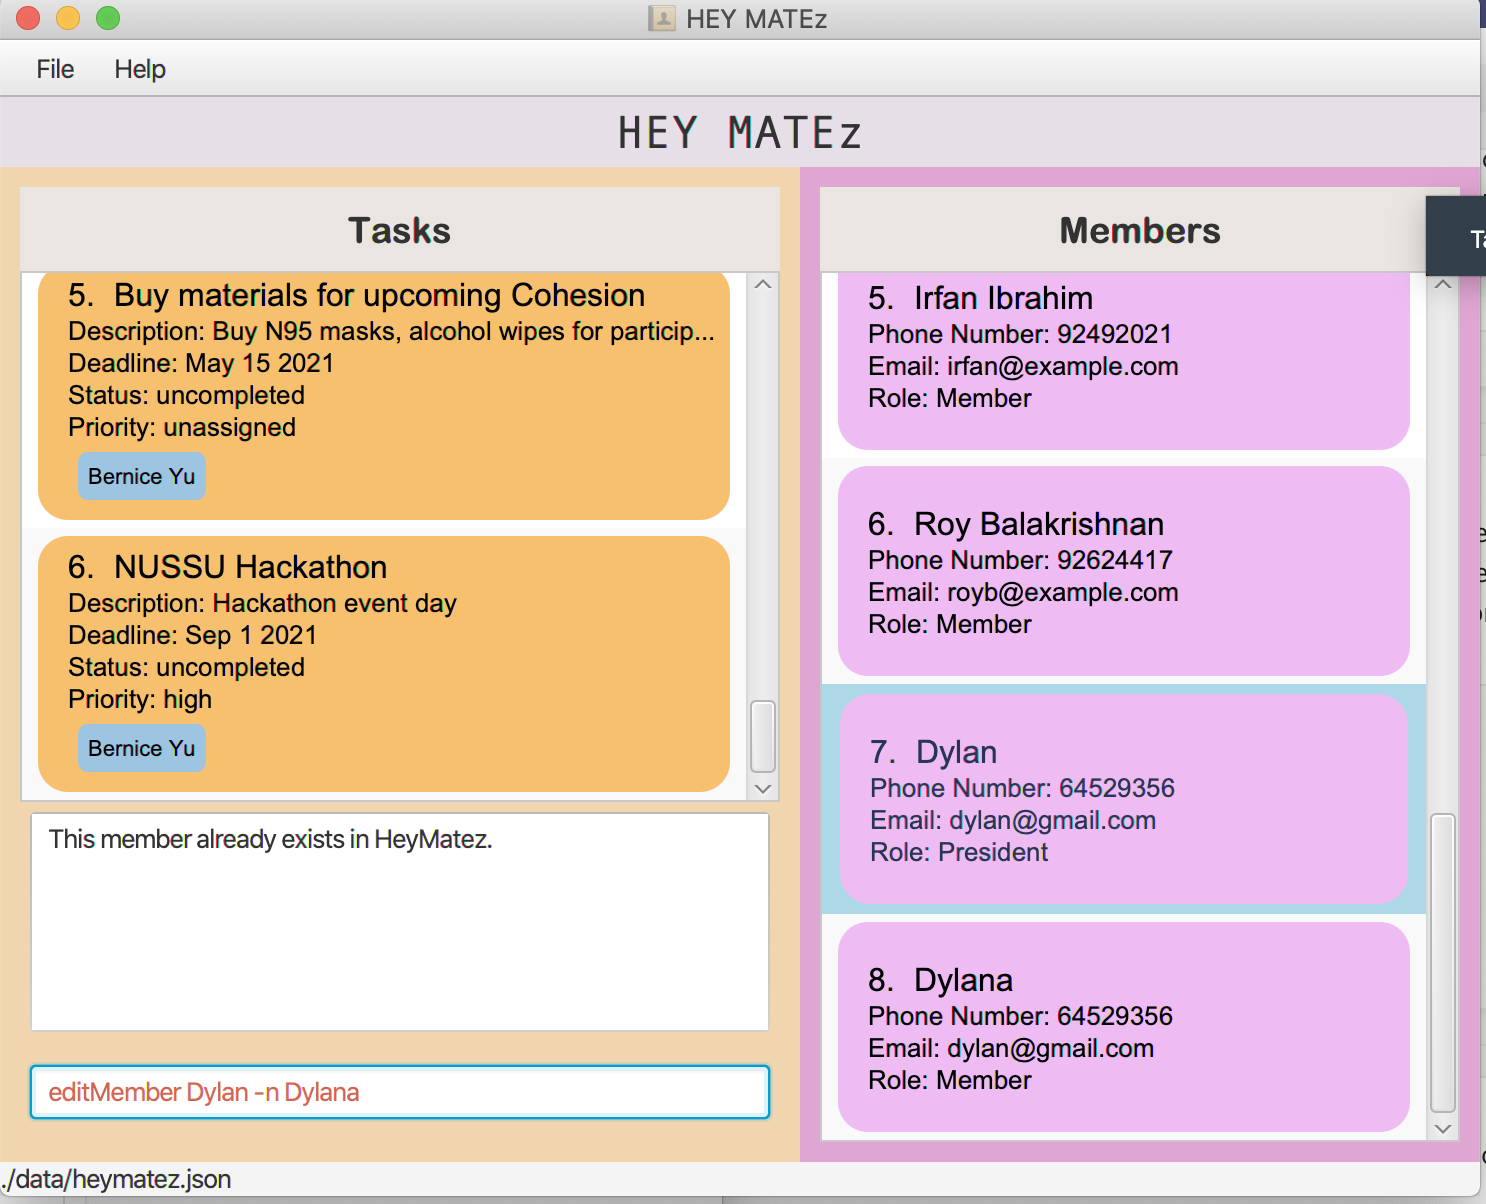 HEY MATEz
File Help
HEY MATEz
Tasks
5. Buy materials for upcoming Cohesion
Description: Buy N95 masks, alcohol wipes for particip...
Deadline: May 15 2021
Status: uncompleted
Priority: unassigned
Bernice Yu
6. NUSSU Hackathon
Description: Hackathon event day
Deadline: Sep 1 2021
Status: uncompleted
Priority: high
Bernice Yu
This member already exists in HeyMatez.
editMember Dylan -n Dylana
Members
5. Irfan Ibrahim
Phone Number: 92492021
Email: irfan@example.com
Role: Member
6. Roy Balakrishnan
Phone Number: 92624417
Email: royb@example.com
Role: Member
7. Dylan
Phone Number: 64529356
Email: dylan@gmail.com
Role: President
8. Dylana
Phone Number: 64529356
Email: dylan@gmail.com
Role: Member
./data/heymatez.json